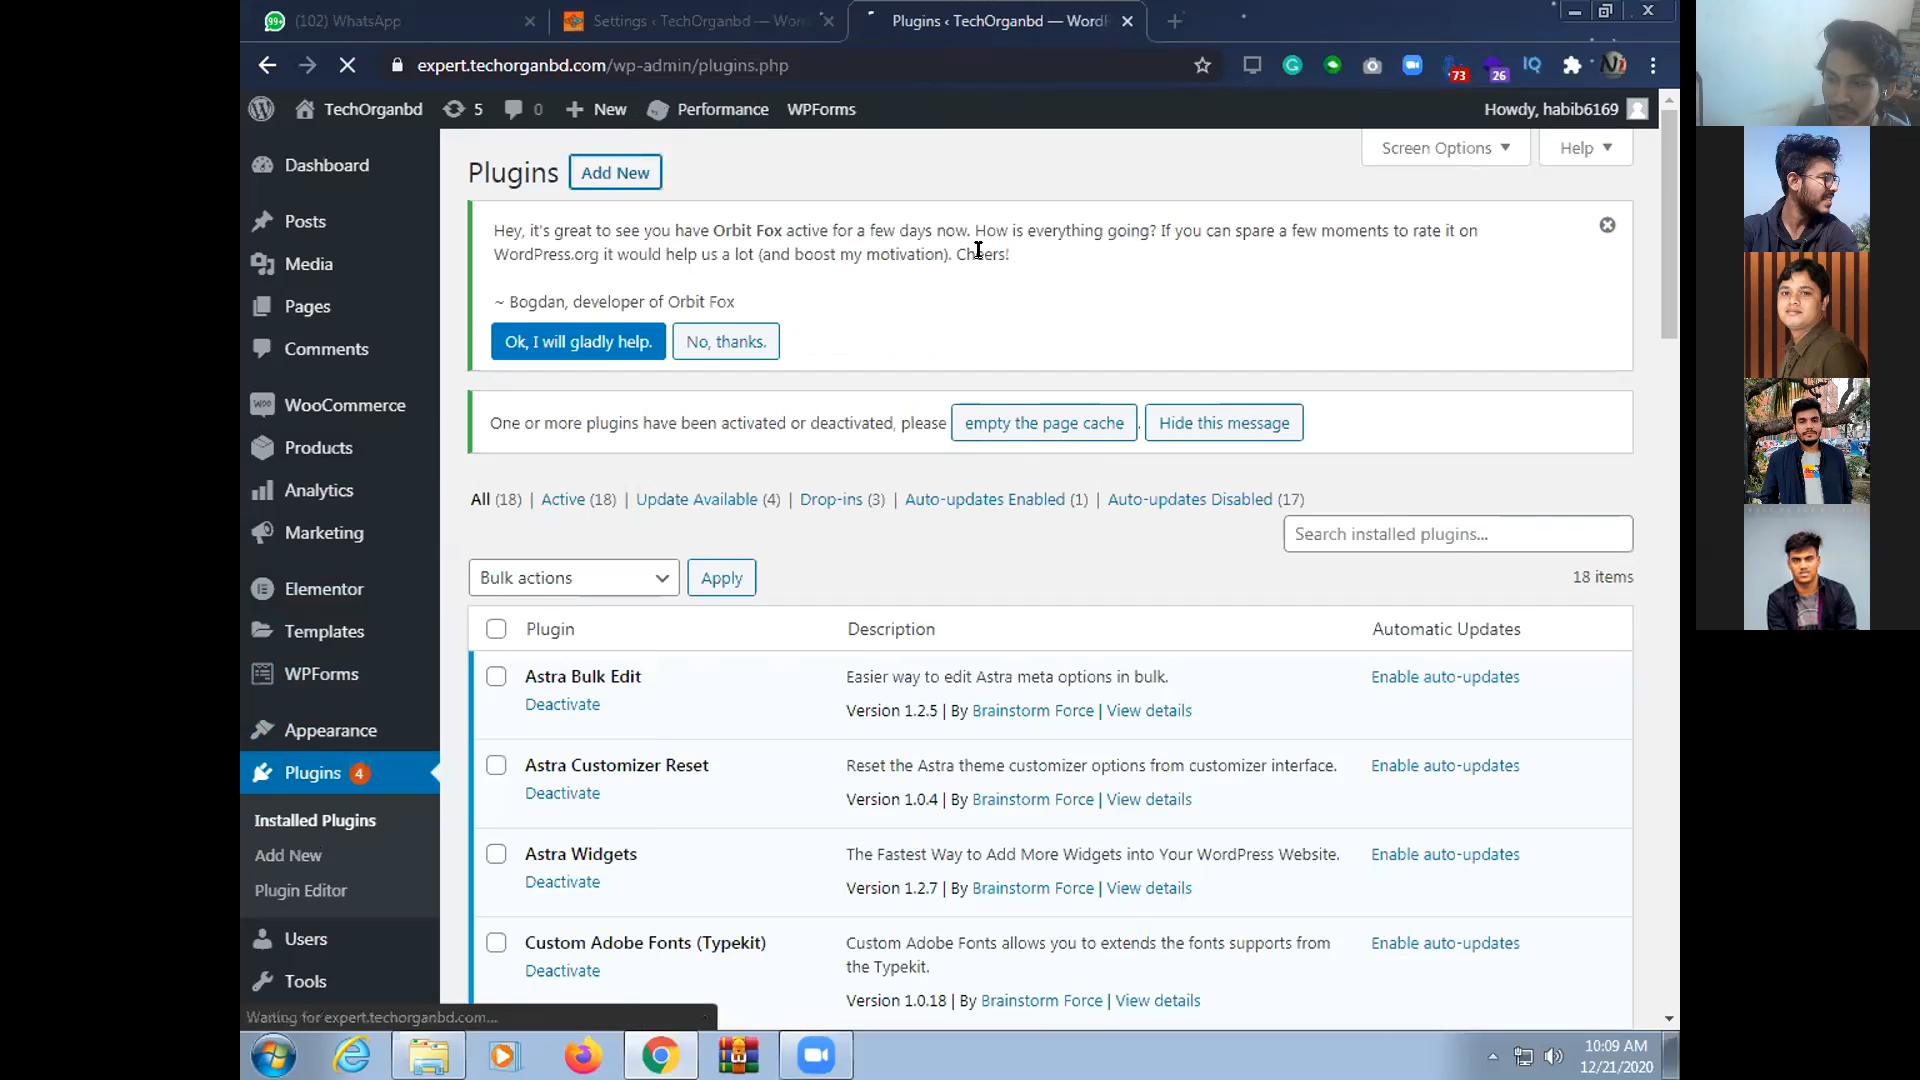 (102) WhatsApp
Settings ‹ TechOrganbd — Wor
Plugins ‹ TechOrganbd — WordP
expert.techorganbd.com/wp-admin/plugins.php
73
26
IQ
TechOrganbd
5
0
New
Performance
WPForms
Howdy, habib6169
Dashboard
Posts
Media
Pages
Comments
WooCommerce
Products
Analytics
Marketing
Elementor
Templates
WPForms
Appearance
Plugins 4
Installed Plugins
Add New
Plugin Editor
Users
Tools
Screen Options
Help
Plugins
Add New
Hey, it's great to see you have Orbit Fox active for a few days now. How is everything going? If you can spare a few moments to rate it on
WordPress.org it would help us a lot (and boost my motivation). Cheers!
~ Bogdan, developer of Orbit Fox
Ok, I will gladly help.
No, thanks.
One or more plugins have been activated or deactivated, please empty the page cache. Hide this message
All (18) | Active (18) | Update Available (4) | Drop-ins (3) | Auto-updates Enabled (1) | Auto-updates Disabled (17)
Search installed plugins...
Bulk actions
Apply
18 items
Plugin
Description
Automatic Updates
Astra Bulk Edit
Deactivate
Easier way to edit Astra meta options in bulk.
Version 1.2.5 | By Brainstorm Force | View details
Enable auto-updates
Astra Customizer Reset
Deactivate
Reset the Astra theme customizer options from customizer interface.
Version 1.0.4 | By Brainstorm Force | View details
Enable auto-updates
Astra Widgets
Deactivate
The Fastest Way to Add More Widgets into Your WordPress Website.
Version 1.2.7 | By Brainstorm Force | View details
Enable auto-updates
Custom Adobe Fonts (Typekit)
Deactivate
Custom Adobe Fonts allows you to extends the fonts supports from
the Typekit.
Version 1.0.18 | By Brainstorm Force | View details
Enable auto-updates
Waiting for expert.techorganbd.com...
10:09 AM
12/21/2020